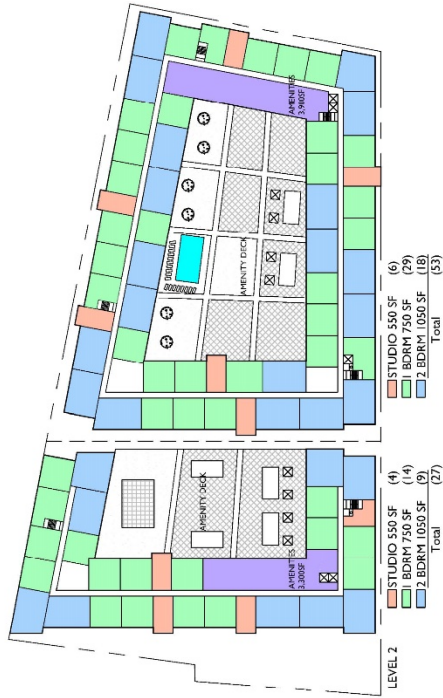 LEVEL 2
AMENITIES
3,300SF
AMENITY DECK
STUDIO 550 SF (4)
1 BDRM 750 SF (14)
2 BDRM 1050 SF (9)
Total (27)
AMENITY DECK
AMENITIES
3,980SF
STUDIO 550 SF (6)
1 BDRM 750 SF (29)
2 BDRM 1050 SF (18)
Total (53)